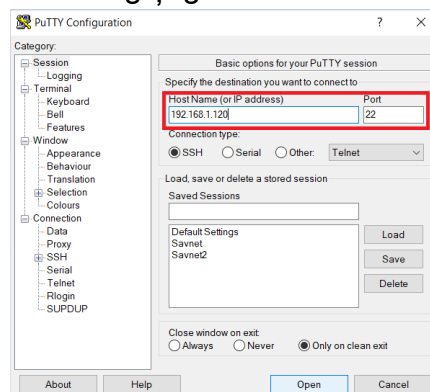 PuTTY Configuration
?
×
Category:
Session
Logging
Terminal
Keyboard
Bell
Features
Window
Appearance
Behaviour
Translation
Selection
Colours
Connection
Data
Proxy
SSH
Serial
Telnet
Rlogin
SUPDUP
Basic options for your PuTTY session
Specify the destination you want to connect to
Host Name (or IP address) Port
192.168.1.120 22
Connection type:
SSH Serial Other: Telnet
Load, save or delete a stored session
Saved Sessions
Default Settings
Savnet
Savnet2
Load
Save
Delete
Close window on exit:
Always Never Only on clean exit
About Help Open Cancel